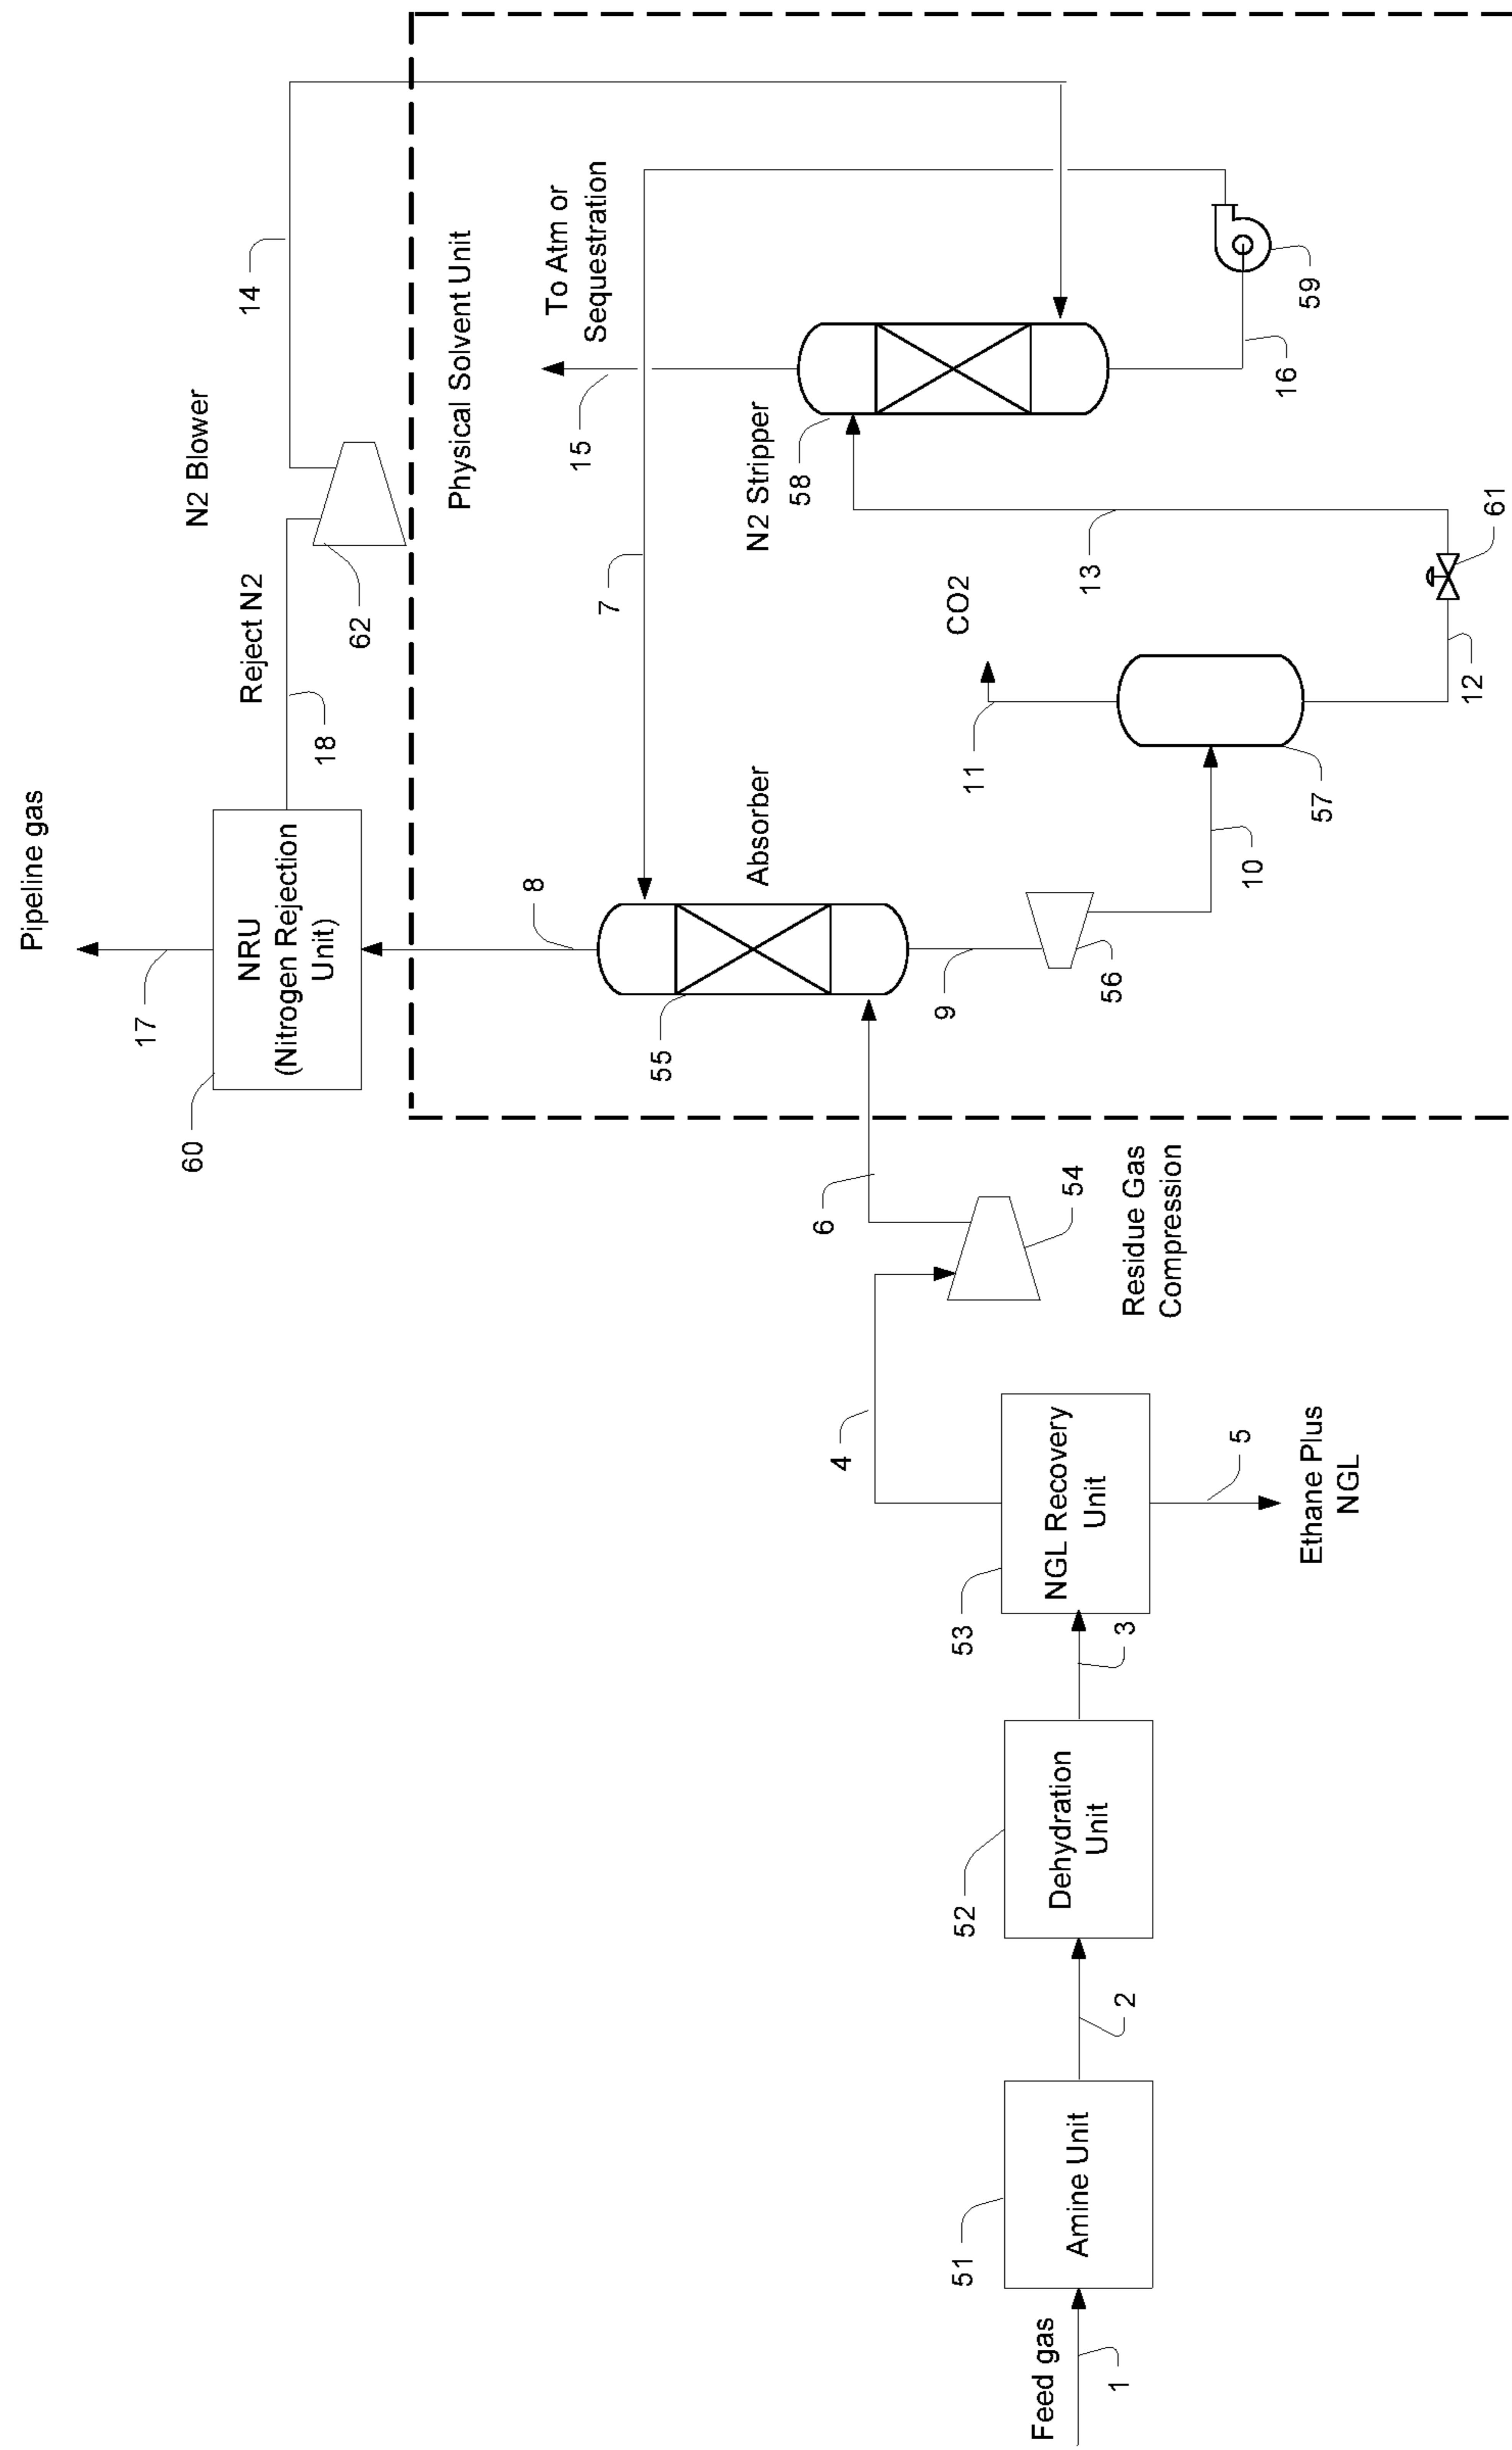 Pipeline gas
17
60
NRU
(Nitrogen Rejection
Unit)
Reject N2
18
N2 Blower
62
14
8
Physical Solvent Unit
7
To Atm or
Sequestration
15
55
Absorber
N2 Stripper
58
9
56
CO2
11
10
57
12
61
13
16
59
Feed gas
1
51
Amine Unit
2
52
Dehydration
Unit
3
53
NGL Recovery
Unit
4
5
Ethane Plus
NGL
6
54
Residue Gas
Compression